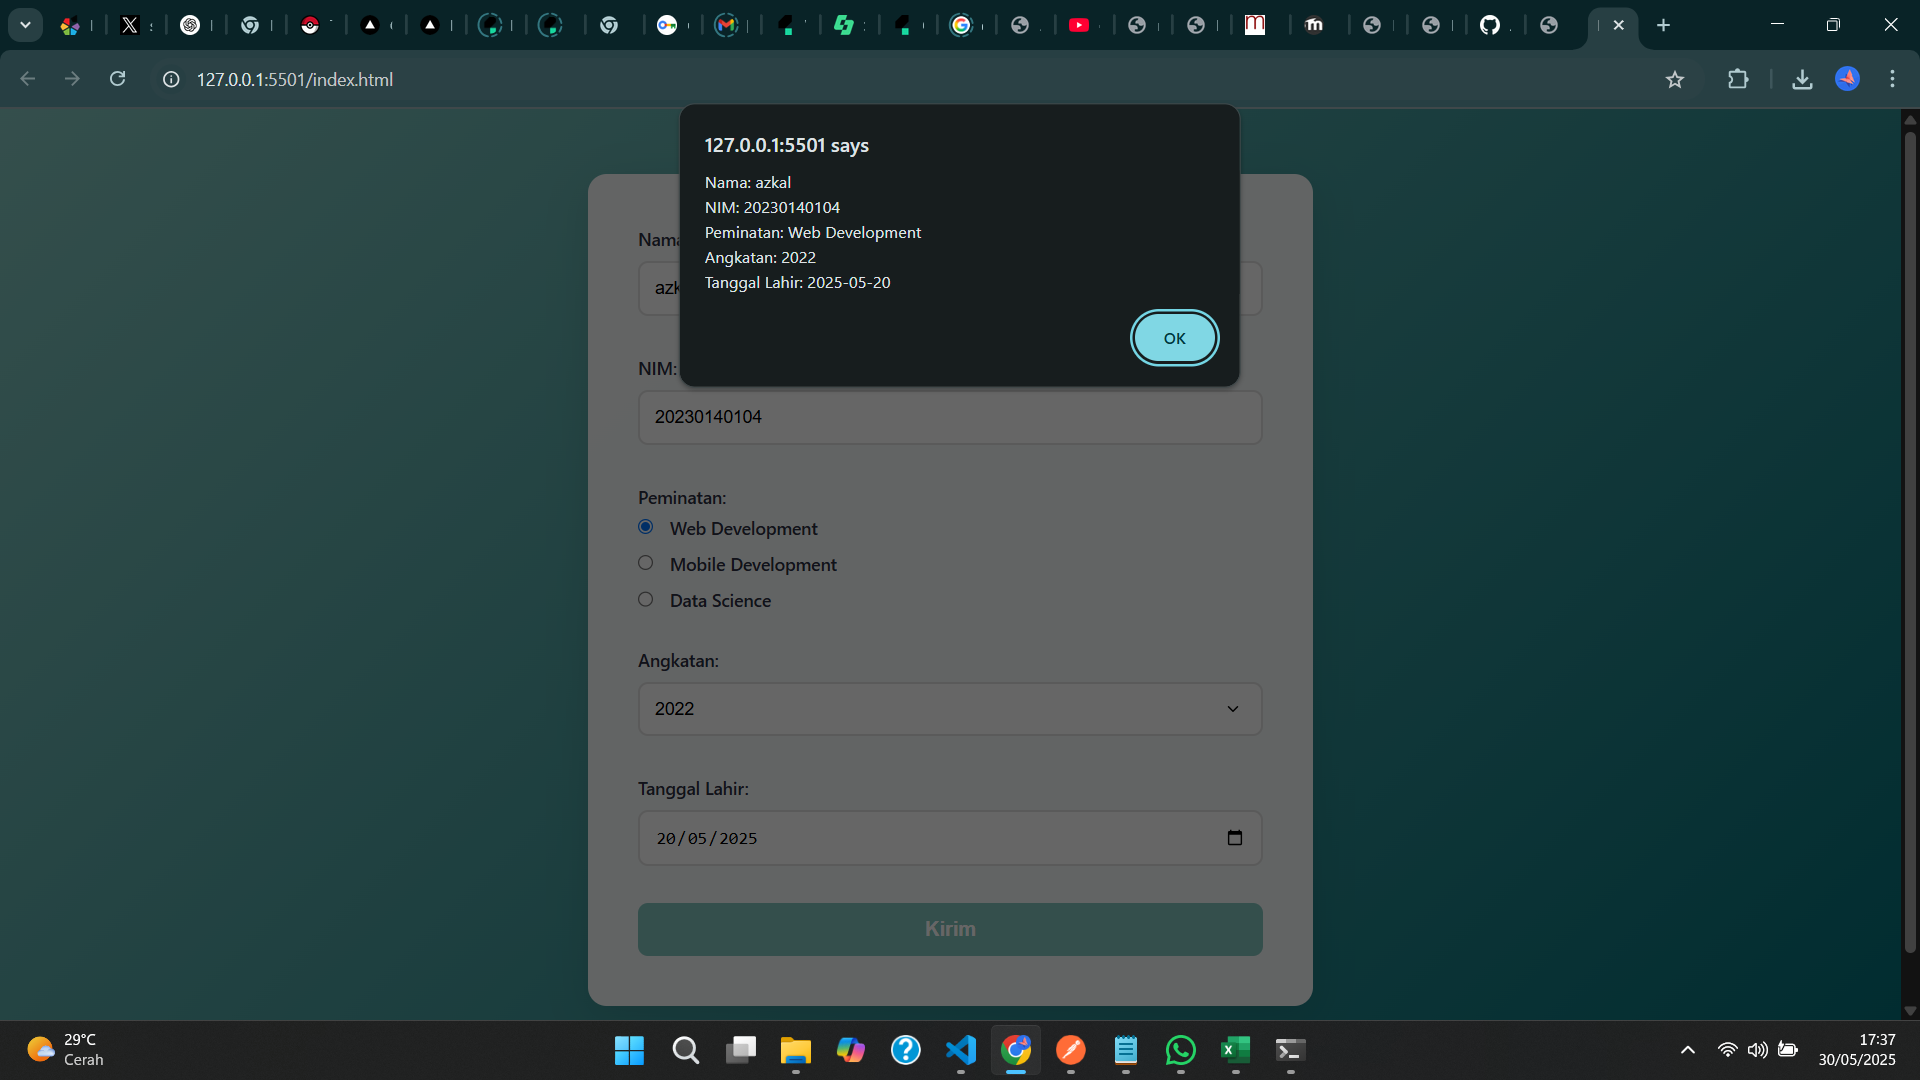 127.0.0.1:5501/index.html
127.0.0.1:5501 says
Nama: azkal
NIM: 20230140104
Peminatan: Web Development
Angkatan: 2022
Tanggal Lahir: 2025-05-20
OK
NIM:
20230140104
Peminatan:
Web Development
Mobile Development
Data Science
Angkatan:
2022
Tanggal Lahir:
20/05/2025
Kirim
29°C
Cerah
17:37
30/05/2025